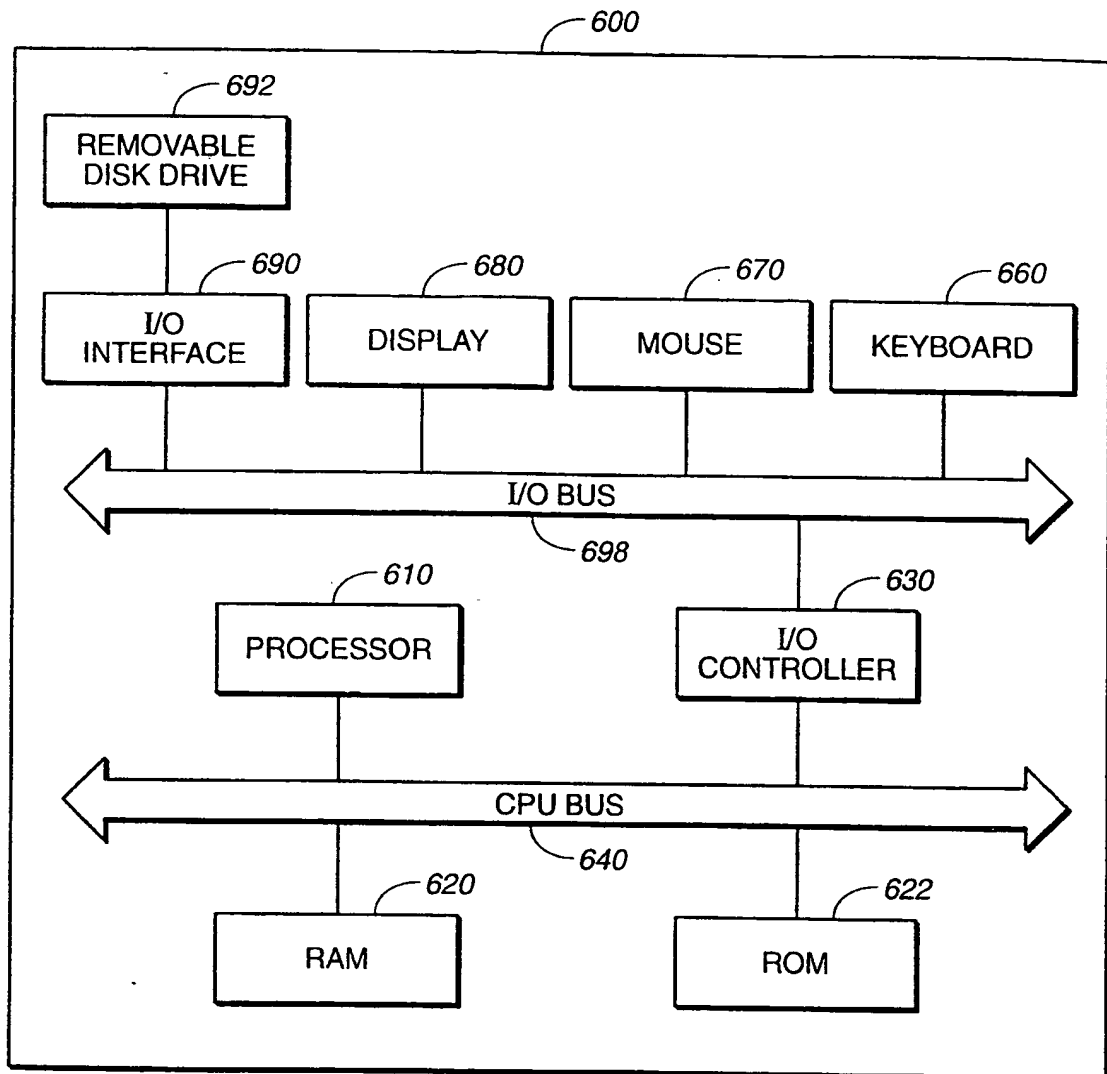 600
692
REMOVABLE
DISK DRIVE
690
680
670
660
I/O
INTERFACE
DISPLAY
MOUSE
KEYBOARD
I/O BUS
698
610
630
PROCESSOR
I/O
CONTROLLER
CPU BUS
640
620
622
RAM
ROM